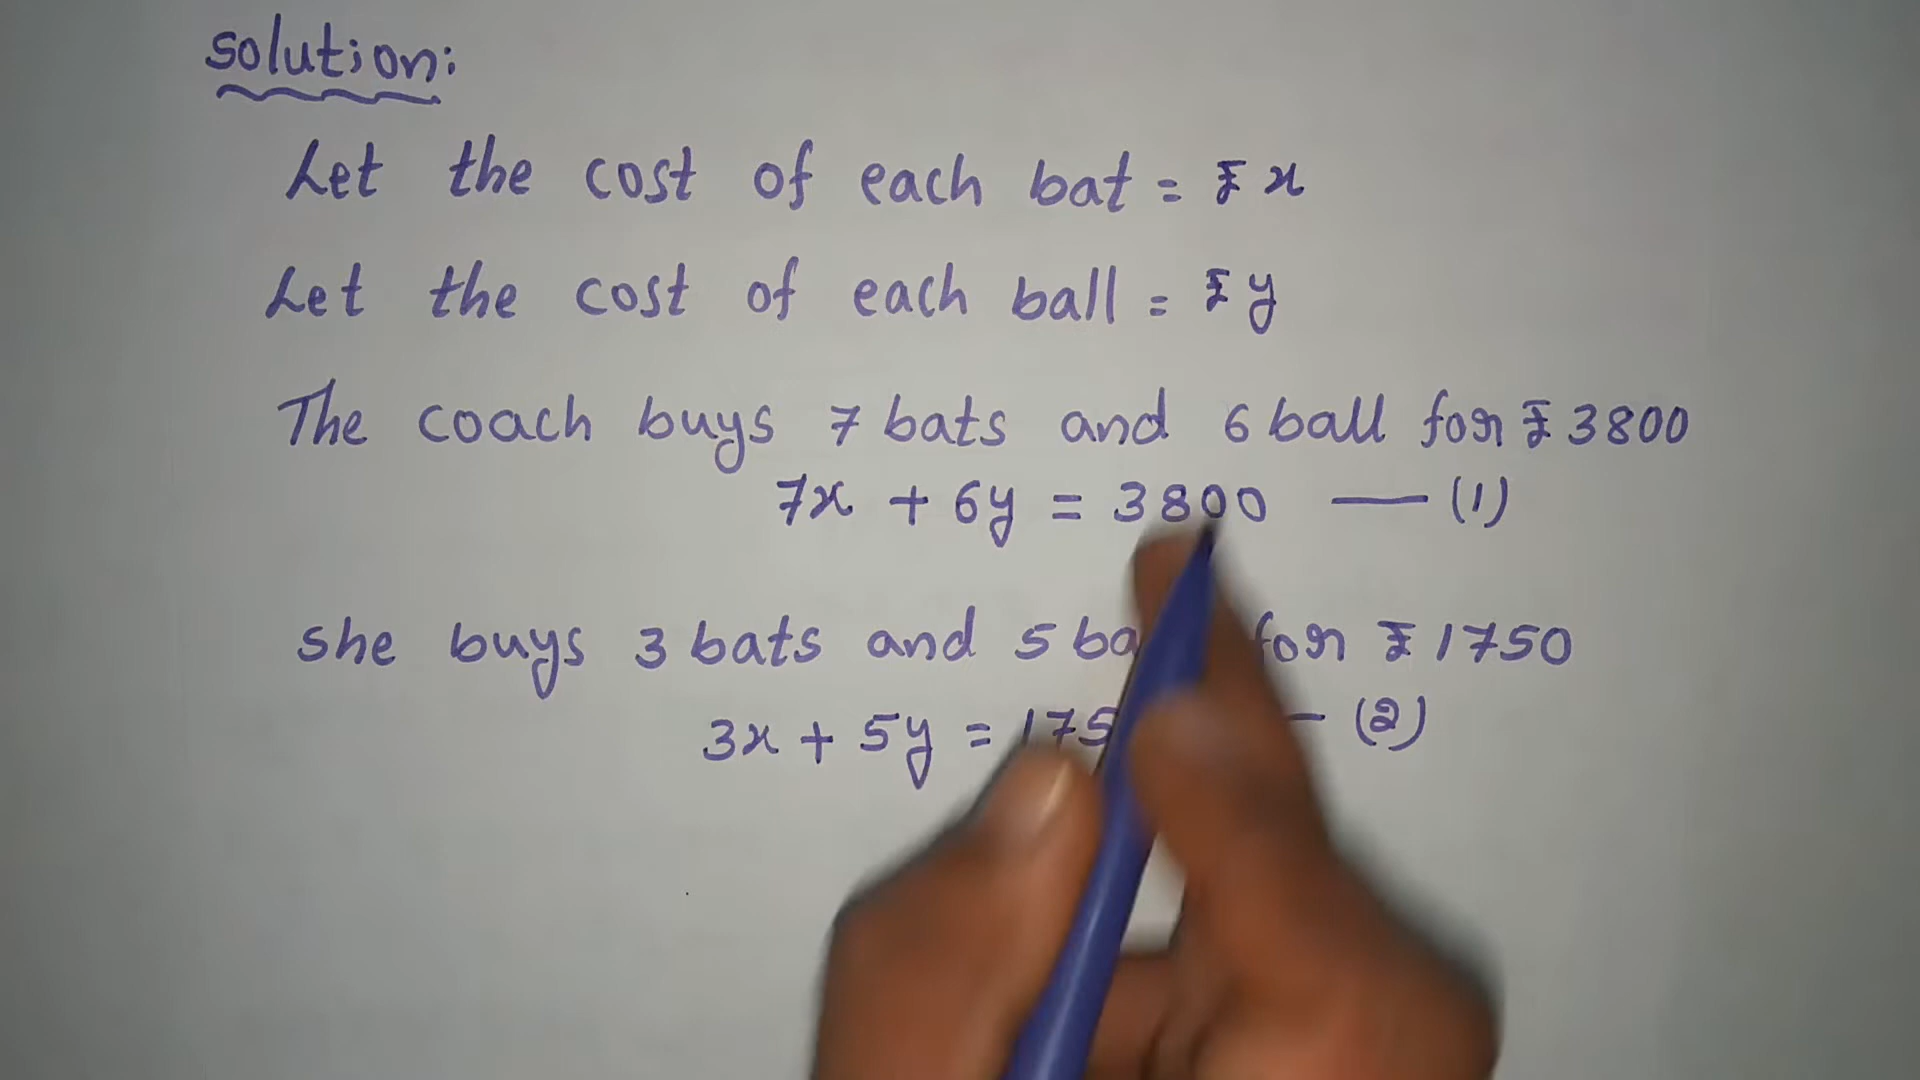 Solution:
Let the cost of each bat = ₹ x
Let the cost of each ball = ₹ y
The coach buys 7 bats and 6 ball for ₹ 3800
7x + 6y = 3800 — (1)
she buys 3 bats and 5 for ₹ 1750
3x + 5y = — (2)